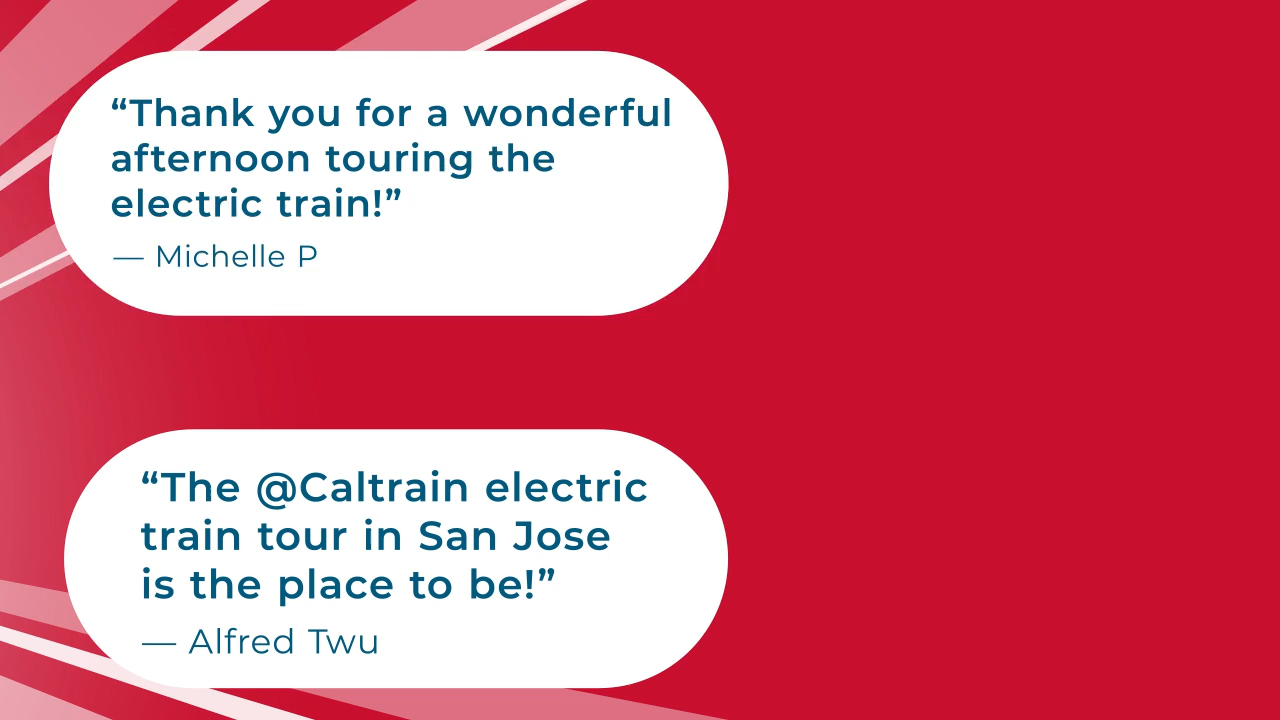 “Thank you for a wonderful
afternoon touring the
electric train!”
— Michelle P
“The @Caltrain electric
train tour in San Jose
is the place to be!”
— Alfred Twu